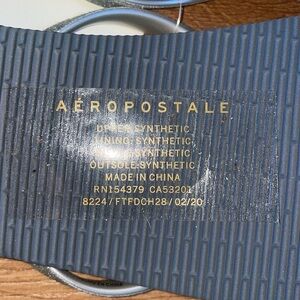 AÉROPOSTALE
UPPER:SYNTHETIC
LINING:SYNTHETIC
SYNTHETIC
OUTSOLE:SYNTHETIC
MADE IN CHINA
RN154379 CA53201
8224/FTFDCH28/02/20